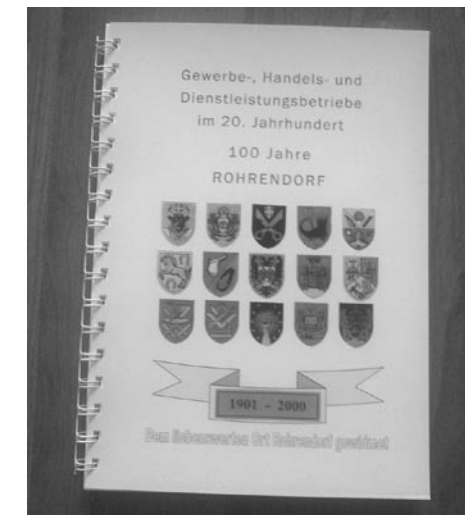 Gewerbe-, Handels- und
Dienstleistungsbetriebe
im 20. Jahrhundert
100 Jahre
ROHRENDORF
1901 - 2000
Dem liebenswerten Ort Rohrendorf gewidmet